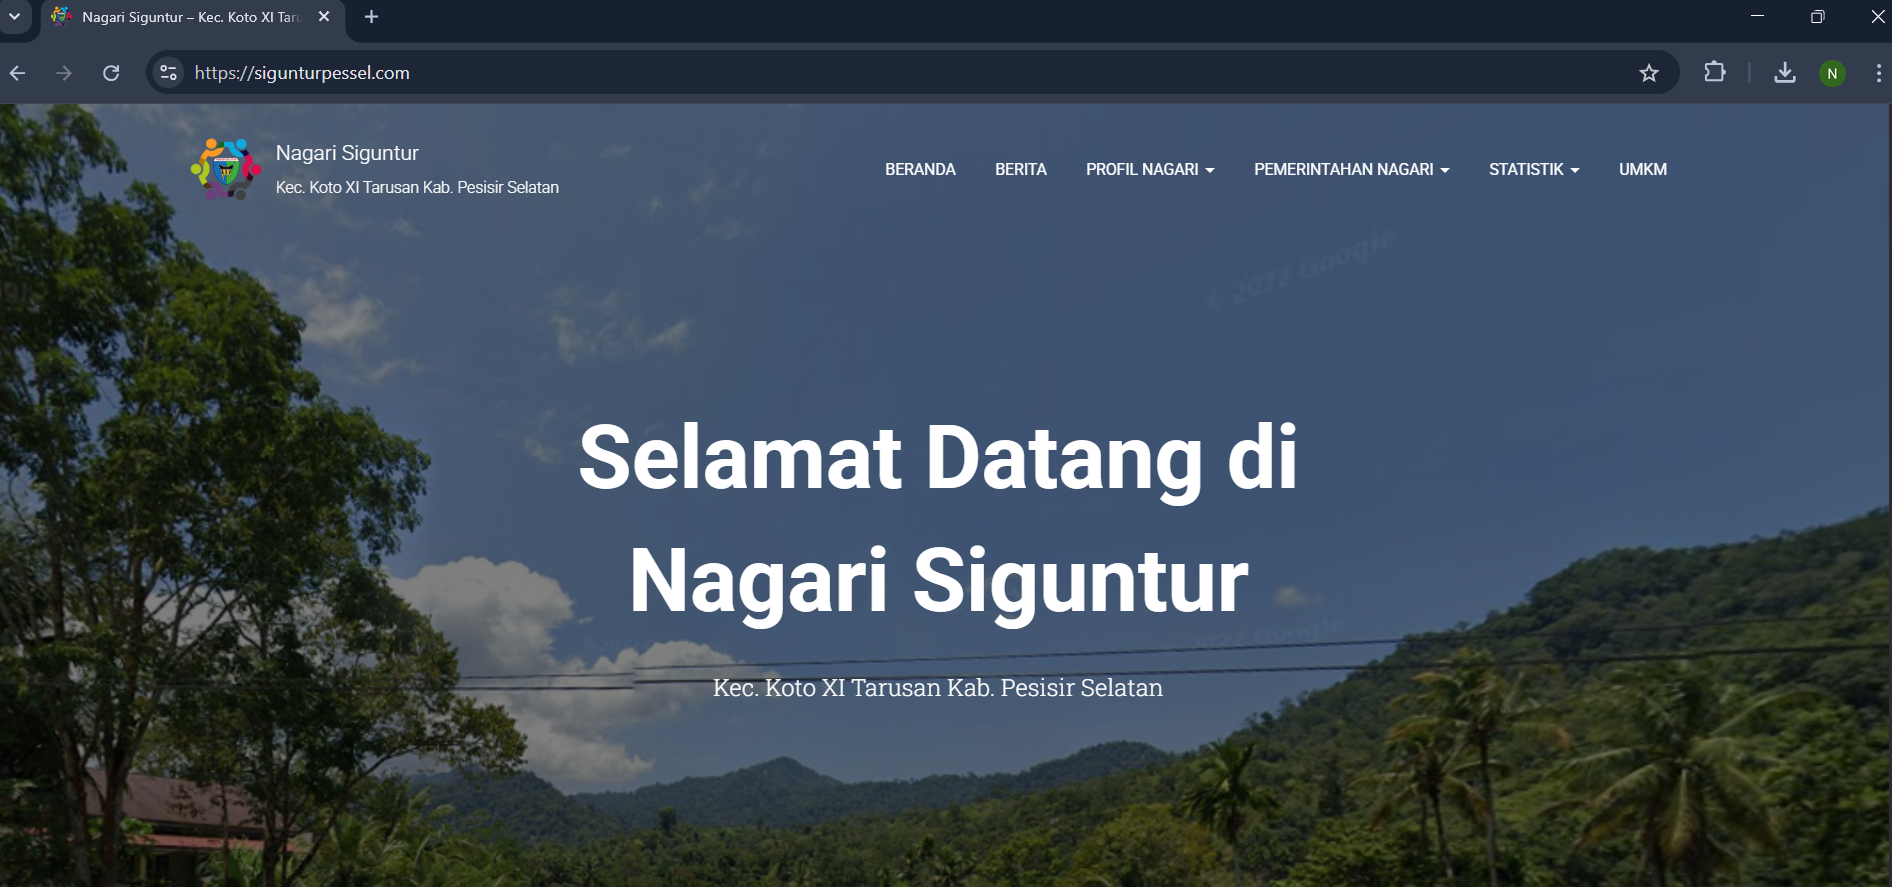 Nagari Siguntur – Kec. Koto XI Taru
https://sigunturpessel.com
N
Nagari Siguntur
Kec. Koto XI Tarusan Kab. Pesisir Selatan
BERANDA BERITA PROFIL NAGARI PEMERINTAHAN NAGARI STATISTIK UMKM
© 2022 Google
Selamat Datang di
Nagari Siguntur
2022 Google
Kec. Koto XI Tarusan Kab. Pesisir Selatan